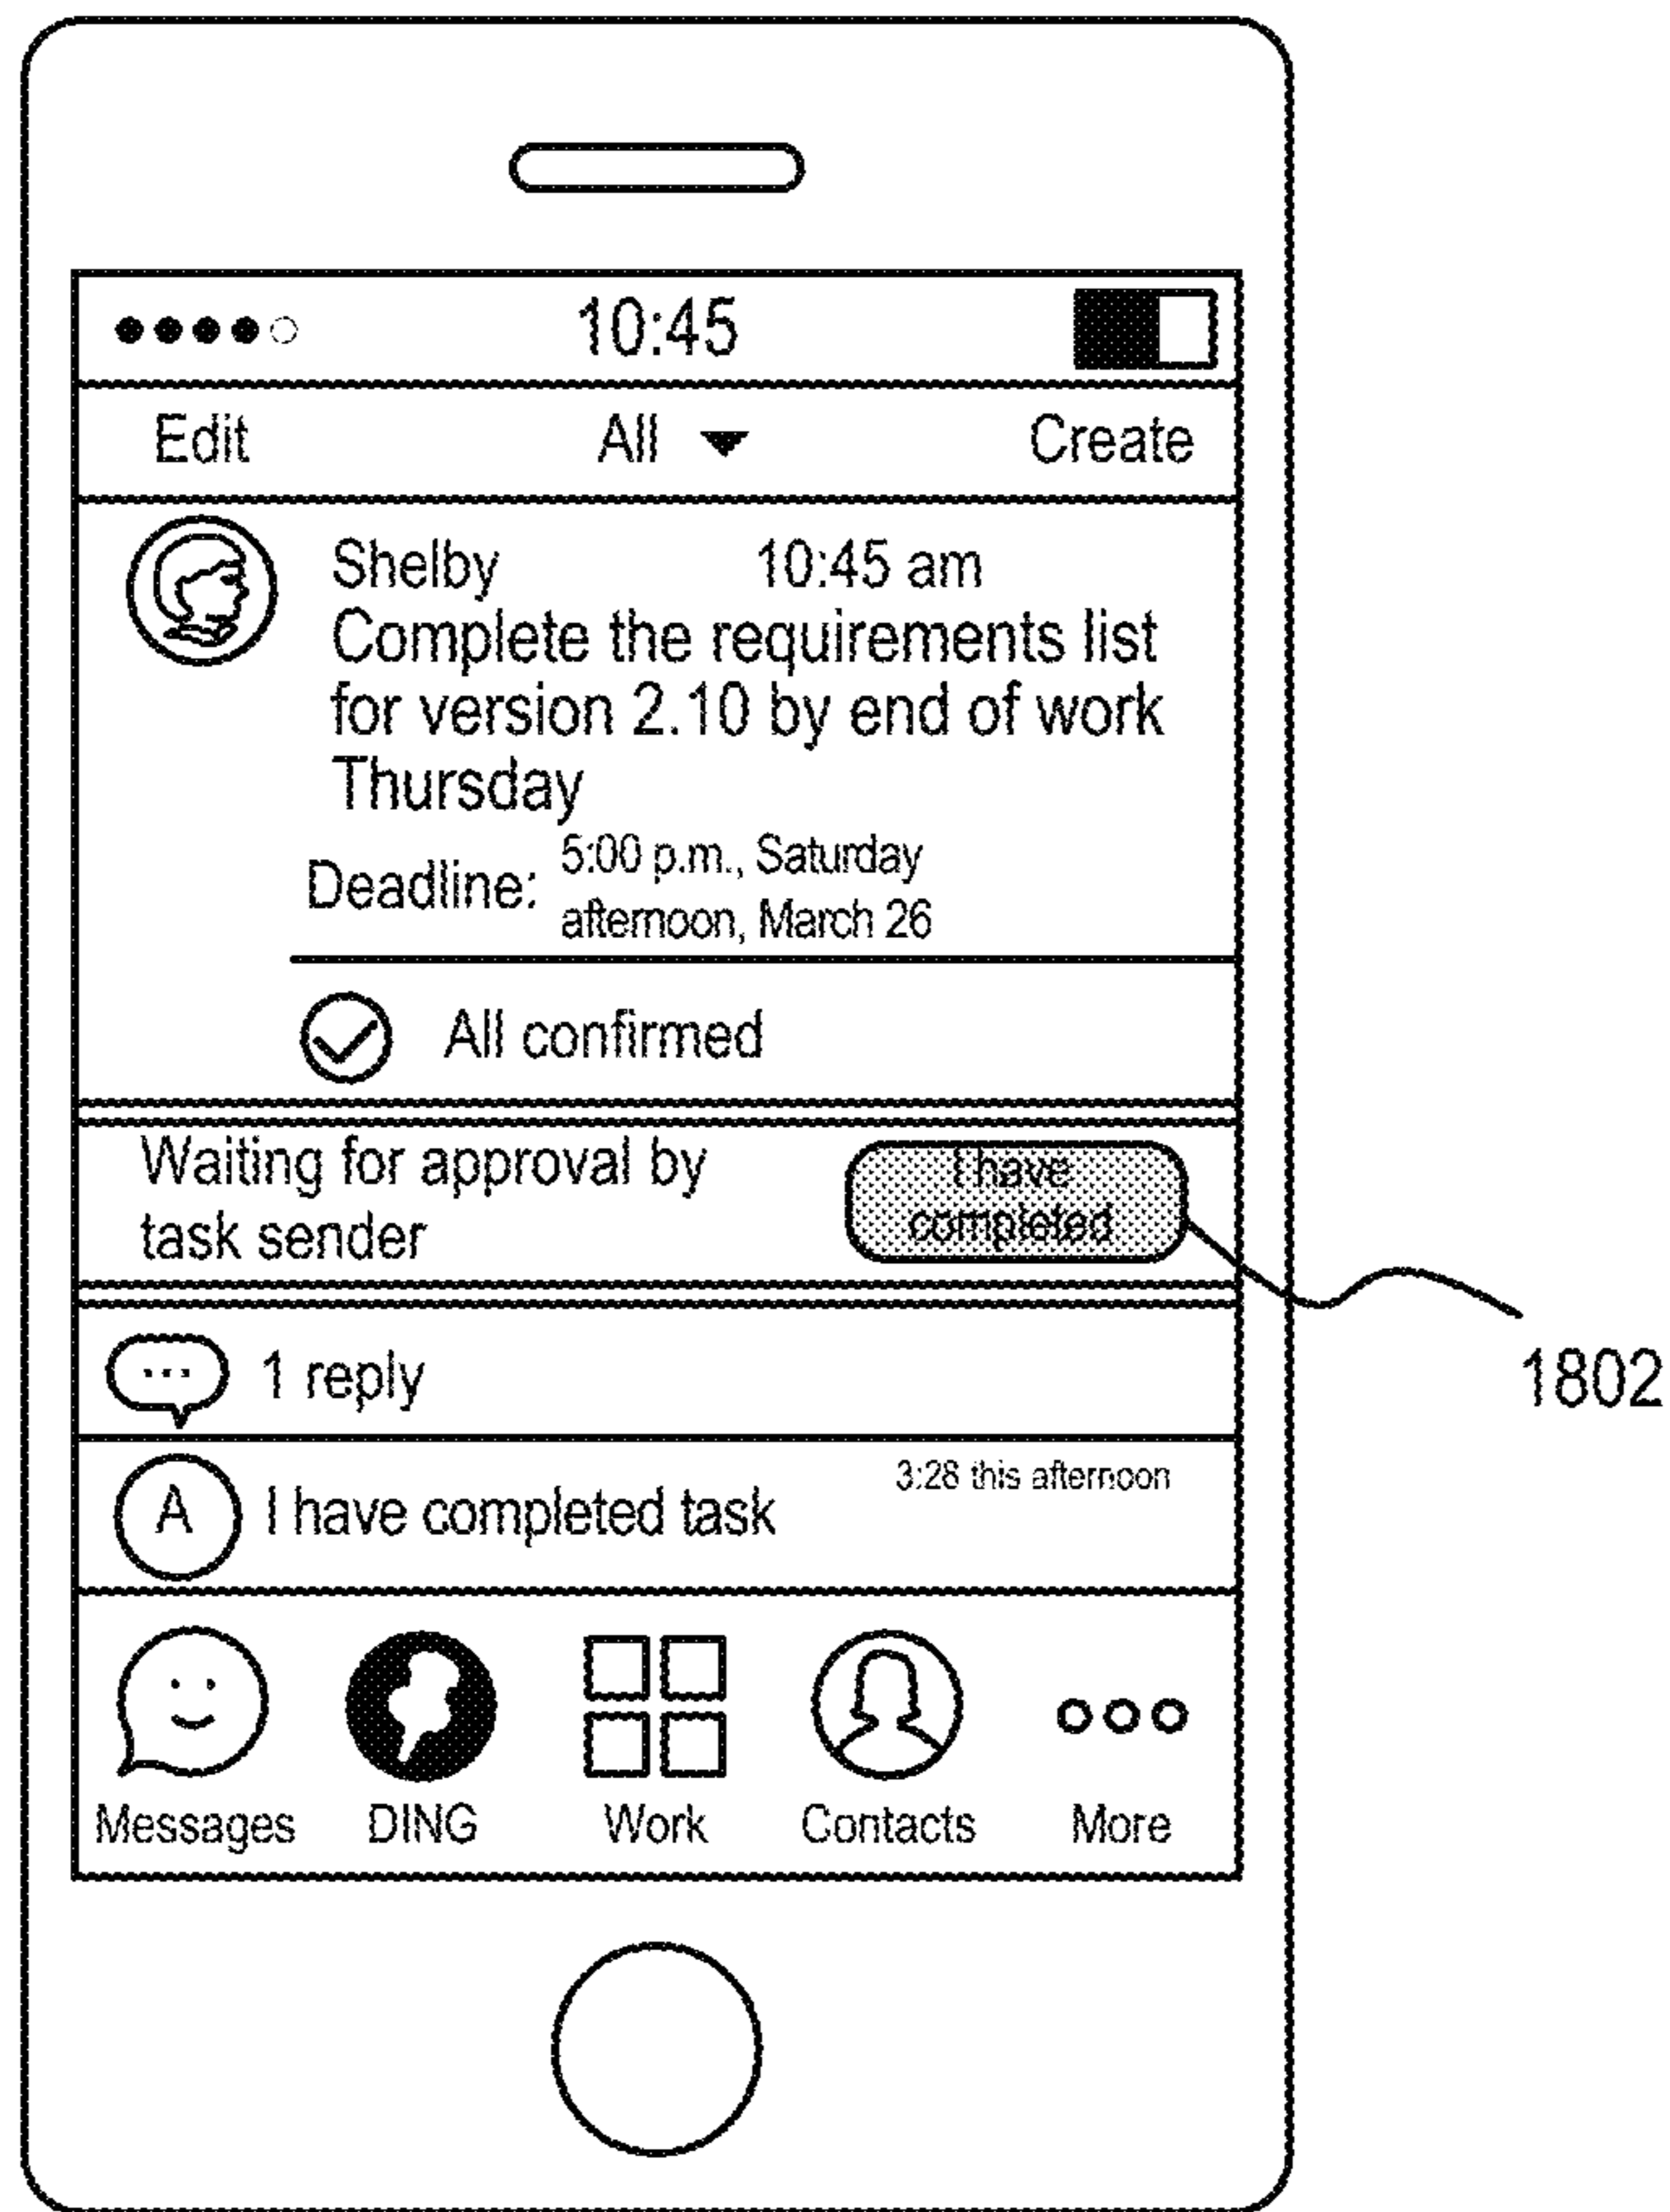 10:45
Edit All Create
Shelby 10:45 am
Complete the requirements list
for version 2.10 by end of work
Thursday
Deadline: 5:00 p.m., Saturday
afternoon, March 26
All confirmed
Waiting for approval by
task sender
I have
completed
1802
1 reply
3:28 this afternoon
A I have completed task
Messages DING Work Contacts More